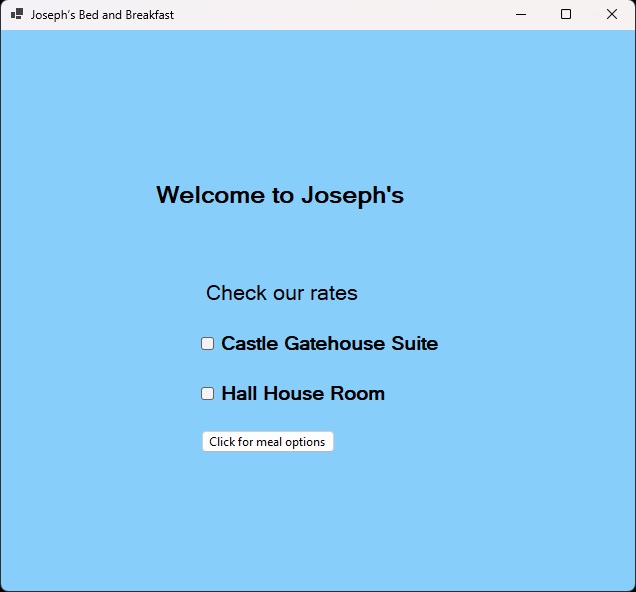 Joseph's Bed and Breakfast
Welcome to Joseph's
Check our rates
Castle Gatehouse Suite
Hall House Room
Click for meal options